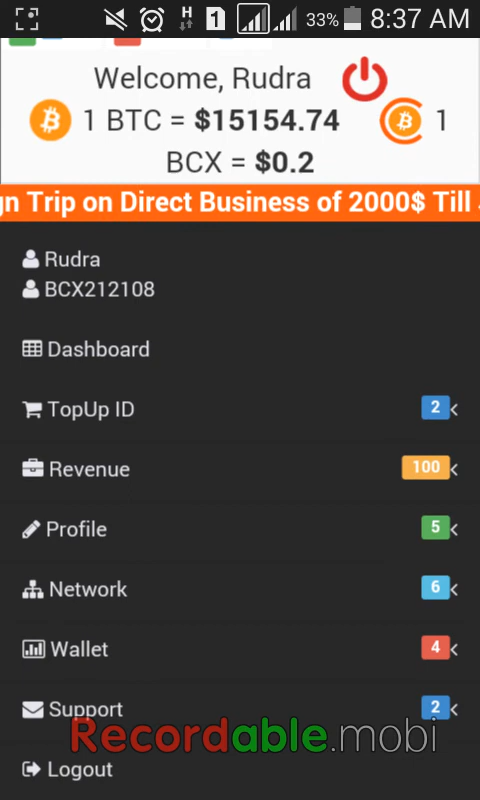 H 1 33% 8:37 AM
Welcome, Rudra
1 BTC = $15154.74 1
BCX = $0.2
gn Trip on Direct Business of 2000$ Till
Rudra
BCX212108
Dashboard
TopUp ID 2
Revenue 100
Profile 5
Network 6
Wallet 4
Support 2
Recordable.mobi
Logout